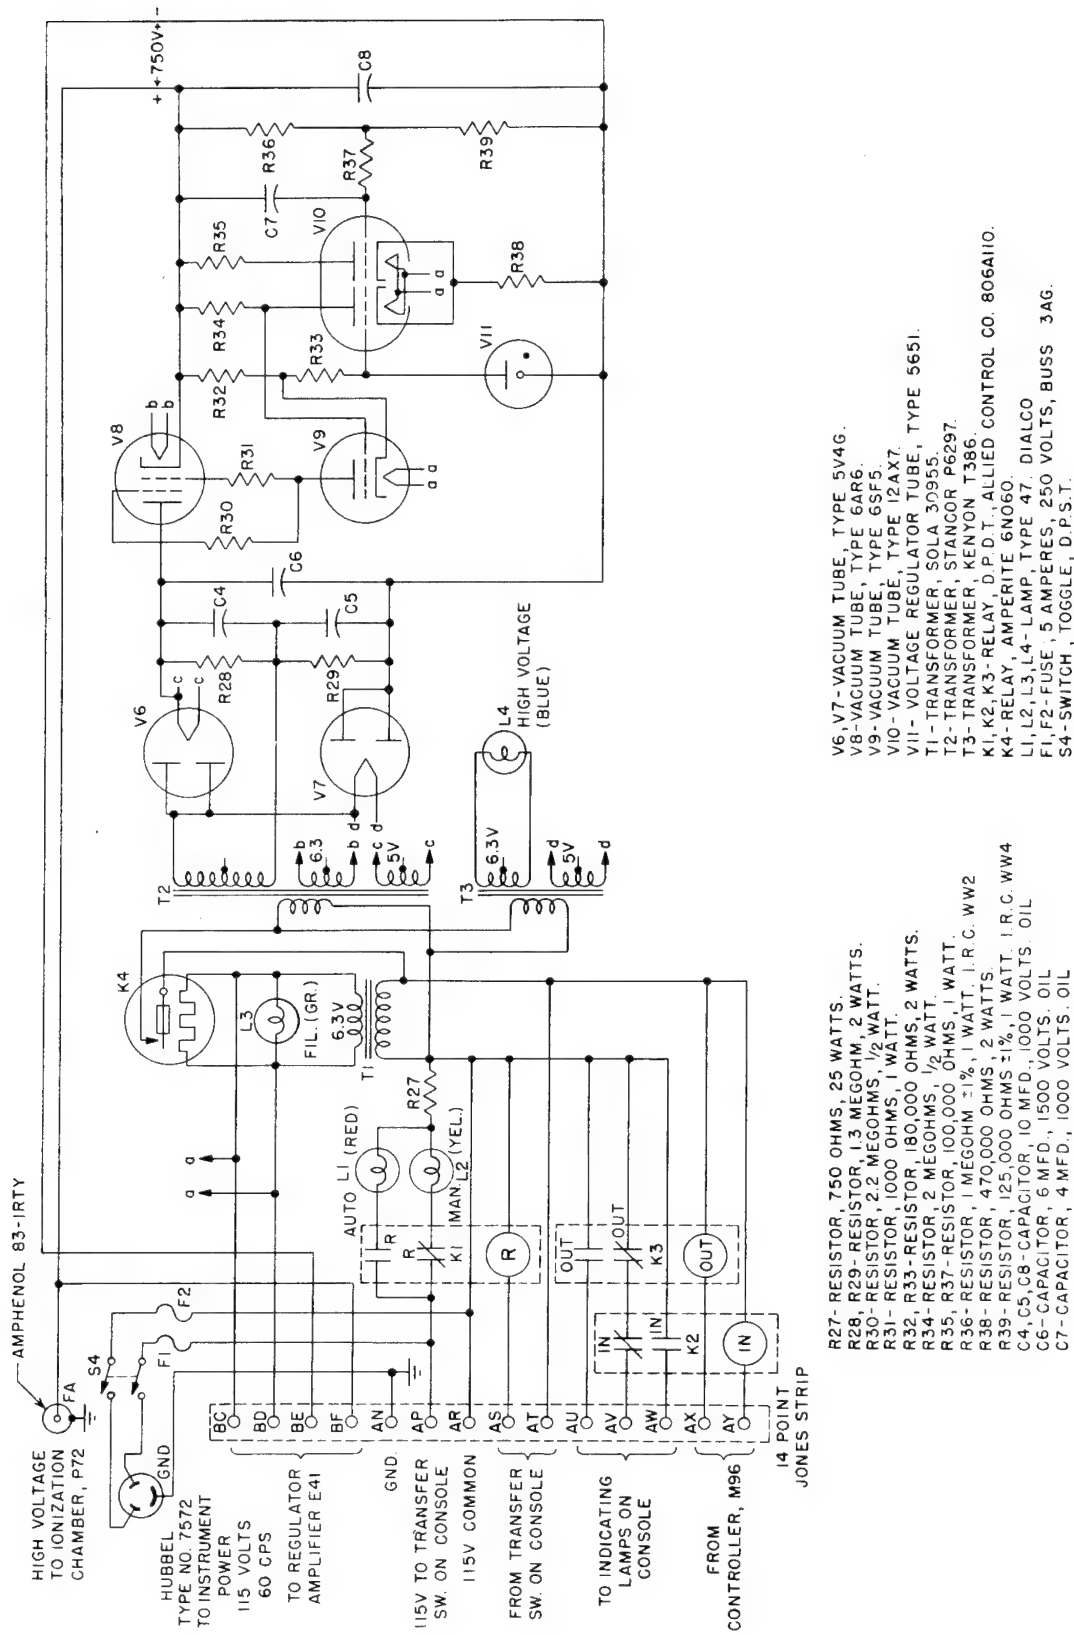 HIGH VOLTAGE
TO IONIZATION
CHAMBER, P72
AMPHENOL 83-1RTY
FA
HUBBEL
TYPE NO. 7572
TO INSTRUMENT
POWER
115 VOLTS
60 CPS
GND
S4
F1
F2
TO REGULATOR
AMPLIFIER E41
GND
115V TO TRANSFER
SW. ON CONSOLE
115V COMMON
FROM TRANSFER
SW. ON CONSOLE
TO INDICATING
LAMPS ON
CONSOLE
FROM
CONTROLLER, M96
BC
BD
BE
BF
AN
AP
AR
AS
AT
AU
AV
AW
AX
AY
14 POINT
JONES STRIP
a
a
AUTO L1 (RED)
MAN. L2 (YEL.)
R
R
K1
R
R27
OUT
OUT
K3
OUT
IN
IN
K2
IN
K4
L3
FIL. (GR.)
6.3V
T1
T2
b
6.3
b
c
5V
c
T3
6.3V
d
5V
d
L4
HIGH VOLTAGE
(BLUE)
V6
c
c
V7
d
d
R28
R29
C4
C5
C6
V8
b
b
R30
R31
V9
a
a
R32
R33
R34
R35
V10
a
a
V11
C7
R36
R37
R38
R39
C8
+ +750V+ -
R27- RESISTOR, 750 OHMS, 25 WATTS.
R28, R29- RESISTOR, 1.3 MEGOHM, 2 WATTS.
R30- RESISTOR, 2.2 MEGOHMS, 1/2 WATT.
R31- RESISTOR, 1000 OHMS, 1 WATT.
R32, R33-RESISTOR, 180,000 OHMS, 2 WATTS.
R34- RESISTOR, 2 MEGOHMS, 1/2 WATT.
R35, R37-RESISTOR, 100,000 OHMS, 1 WATT.
R36- RESISTOR, 1 MEGOHM ±1%, 1 WATT. I.R.C. WW2
R38- RESISTOR, 470,000 OHMS, 2 WATTS.
R39- RESISTOR, 125,000 OHMS ±1%, 1 WATT. I.R.C. WW4
C4, C5, C8-CAPACITOR, 10 MFD., 1000 VOLTS. OIL
C6- CAPACITOR, 6 MFD., 1500 VOLTS. OIL
C7-CAPACITOR, 4 MFD., 1000 VOLTS. OIL
V6, V7- VACUUM TUBE, TYPE 5V4G.
V8-VACUUM TUBE, TYPE 6AR6.
V9-VACUUM TUBE, TYPE 6SF5.
V10- VACUUM TUBE, TYPE 12AX7.
V11- VOLTAGE REGULATOR TUBE, TYPE 5651.
T1-TRANSFORMER, SOLA 30955.
T2-TRANSFORMER, STANCOR P6297.
T3-TRANSFORMER, KENYON T386.
K1, K2, K3-RELAY, D.P.D.T., ALLIED CONTROL CO. 806A110.
K4-RELAY, AMPERITE 6N060.
L1, L2, L3, L4-LAMP, TYPE 47. DIALCO
F1, F2-FUSE, 5 AMPERES, 250 VOLTS, BUSS 3AG.
S4-SWITCH, TOGGLE, D.P.S.T.